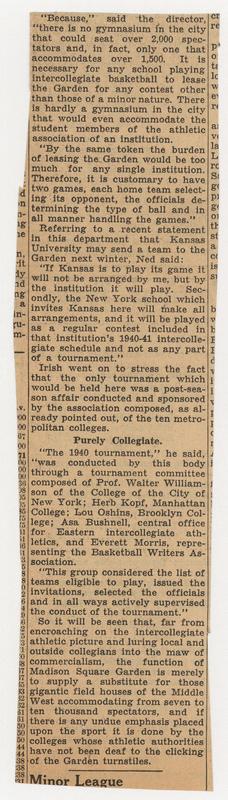 "Because," said the director,
"there is no gymnasium in the city
that could seat over 2,000 spec-
tators and, in fact, only one that
accommodates over 1,500. It is
necessary for any school playing
intercollegiate basketball to lease
the Garden for any contest other
than those of a minor nature. There
is hardly a gymnasium in the city
that would even accommodate the
student members of the athletic
association of an institution.
"By the same token the burden
of leasing the Garden would be too
much for any single institution.
Therefore, it is customary to have
two games, each home team select-
ing its opponent, the officials de-
termining the type of ball and in
all manner handling the games."
Referring to a recent statement
in this department that Kansas
University may send a team to the
Garden next winter, Ned said:
"If Kansas is to play its game it
will not be arranged by me, but by
the institution it will play. Sec-
ondly, the New York school which
invites Kansas here will make all
arrangements, and it will be played
as a regular contest included in
that institution's 1940-41 intercolle-
giate schedule and not as any part
of a tournament."
Irish went on to stress the fact
that the only tournament which
would be held here was a post-sea-
son affair conducted and sponsored
by the association composed, as al-
ready pointed out, of the ten metro-
politan colleges.
Purely Collegiate.
"The 1940 tournament," he said,
"was conducted by this body
through a tournament committee
composed of Prof. Walter William-
son of the College of the City of
New York; Herb Kopf, Manhattan
College; Lou Oshins, Brooklyn Col-
lege; Asa Bushnell, central office
for Eastern intercollegiate ath-
letics, and Everett Morris, repre-
senting the Basketball Writers As-
sociation.
"This group considered the list of
teams eligible to play, issued the
invitations, selected the officials
and in all ways actively supervised
the conduct of the tournament."
So it will be seen that, far from
encroaching on the intercollegiate
athletic picture and luring local and
outside collegians into the maw of
commercialism, the function of
Madison Square Garden is merely
to supply a substitute for those
gigantic field houses of the Middle
West accommodating from seven to
ten thousand spectators, and if
there is any undue emphasis placed
upon the sport it is done by the
colleges whose athletic authorities
have not been deaf to the clicking
of the Garden turnstiles.
Minor League